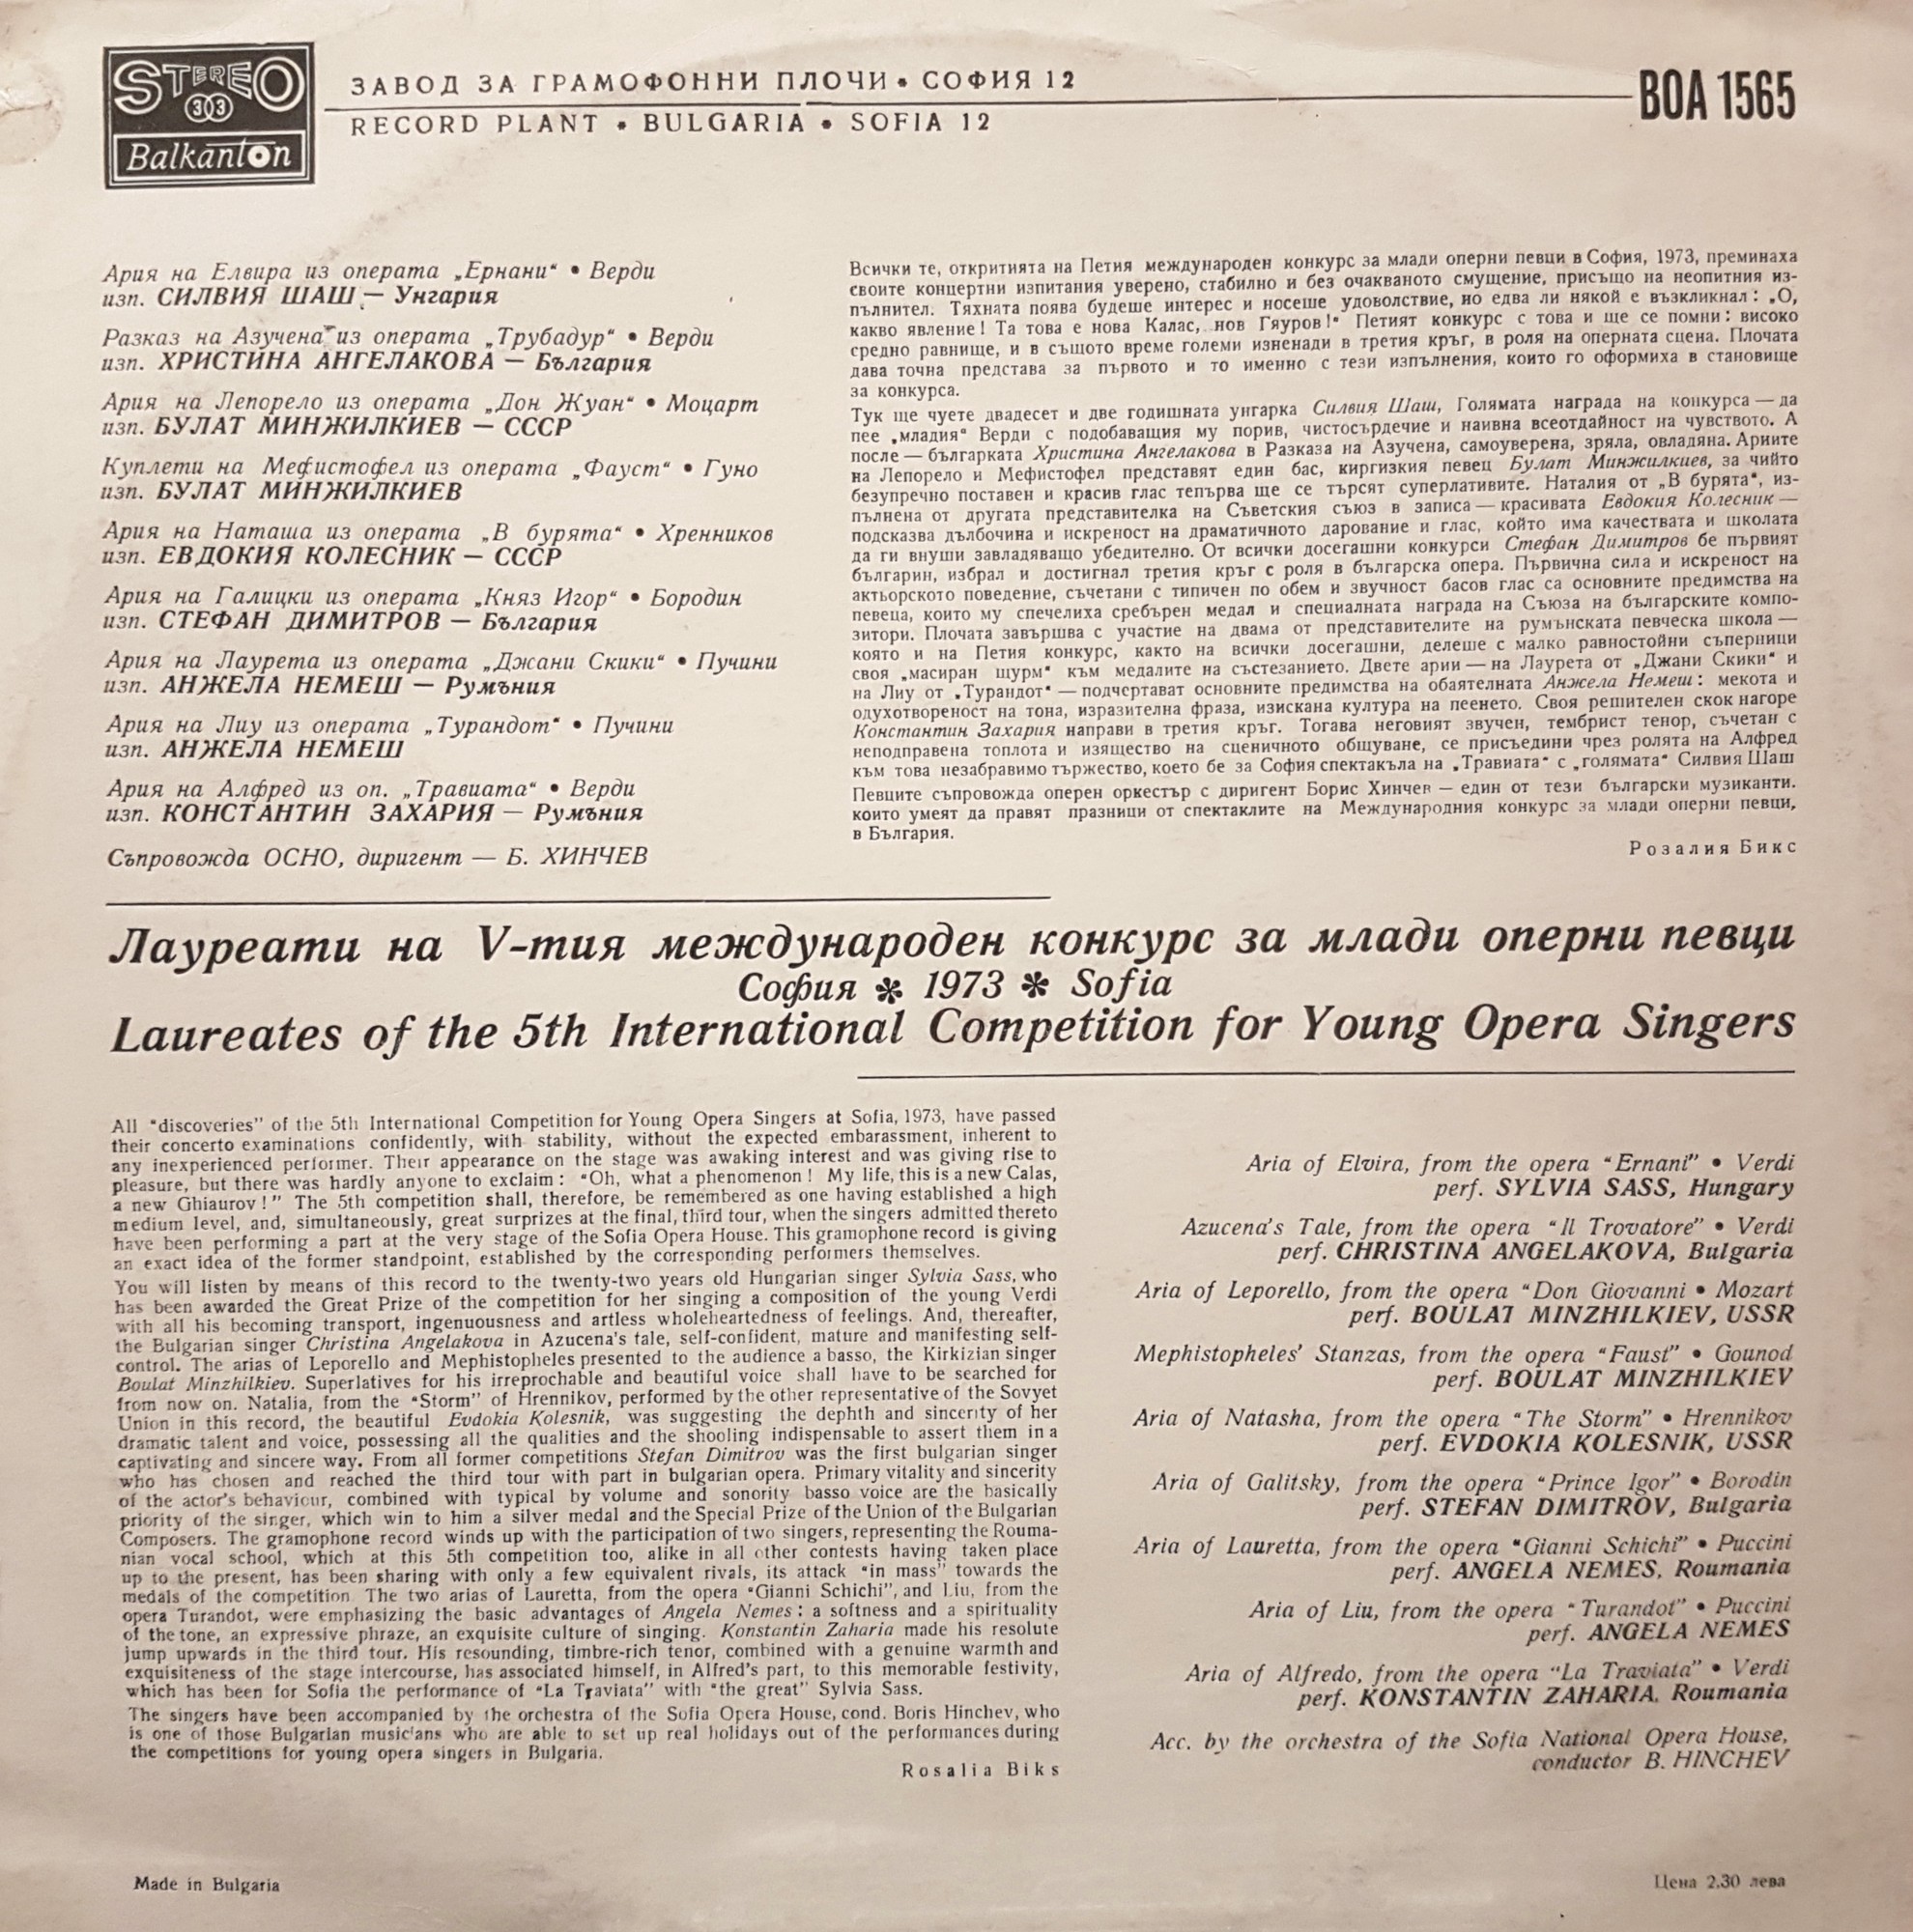 STEREO
33
Balkanton
ЗАВОД ЗА ГРАМОФОННИ ПЛОЧИ • СОФИЯ 12
RECORD PLANT • BULGARIA • SOFIA 12
ВОА 1565
Ария на Елвира из операта „Ернани“ • Верди
изп. СИЛВИЯ ШАШ — Унгария
Разказ на Азучена из операта „Трубадур“ • Верди
изп. ХРИСТИНА АНГЕЛАКОВА — България
Ария на Лепорело из операта „Дон Жуан“ • Моцарт
изп. БУЛАТ МИНЖИЛКИЕВ — СССР
Куплети на Мефистофел из операта „Фауст“ • Гуно
изп. БУЛАТ МИНЖИЛКИЕВ
Ария на Наташа из операта „В бурята“ • Хренников
изп. ЕВДОКИЯ КОЛЕСНИК — СССР
Ария на Галицки из операта „Княз Игор“ • Бородин
изп. СТЕФАН ДИМИТРОВ — България
Ария на Лаурета из операта „Джани Скики“ • Пучини
изп. АНЖЕЛА НЕМЕШ — Румъния
Ария на Лиу из операта „Турандот“ • Пучини
изп. АНЖЕЛА НЕМЕШ
Ария на Алфред из оп. „Травиата“ • Верди
изп. КОНСТАНТИН ЗАХАРИЯ — Румъния
Съпровожда ОСНО, диригент — Б. ХИНЧЕВ
Всички те, откритията на Петия международен конкурс за млади оперни певци в София, 1973, преминаха
своите концертни изпитания уверено, стабилно и без очакваното смущение, присъщо на неопитния из-
пълнител. Тяхната поява будеше интерес и носеше удоволствие, но едва ли някой е възкликнал: „О,
какво явление! Та това е нова Калас, нов Гяуров!“ Петият конкурс с това и ще се помни: високо
средно равнище, и в същото време големи изненади в третия кръг, в роля на оперната сцена. Плочата
дава точна представа за първото и то именно с тези изпълнения, които го оформиха в становище
за конкурса.
Тук ще чуете двадесет и две годишната унгарка Силвия Шаш, Голямата награда на конкурса — да
пее „младия“ Верди с подобаващия му порив, чистосърдечие и наивна всеотдайност на чувството. А
после — българката Христина Ангелакова в Разказа на Азучена, самоуверена, зряла, овладяна. Ариите
на Лепорело и Мефистофел представят един бас, киргизкия певец Булат Минжилкиев, за чийто
безупречно поставен и красив глас тепърва ще се търсят суперлативите. Наталия от „В бурята“, из-
пълнена от другата представителка на Съветския съюз в записа — красивата Евдокия Колесник —
подсказва дълбочина и искреност на драматичното дарование и глас, който има качествата и школата
да ги внуши завладяващо убедително. От всички досегашни конкурси Стефан Димитров бе първият
българин, избрал и достигнал третия кръг с роля в българска опера. Първична сила и искреност на
актьорското поведение, съчетани с типичен по обем и звучност басов глас са основните предимства на
певеца, които му спечелиха сребърен медал и специалната награда на Съюза на българските компо-
зитори. Плочата завършва с участие на двама от представителите на румънската певческа школа —
която и на Петия конкурс, както на всички досегашни, делеше с малко равностойни съперници
своя „масиран щурм“ към медалите на състезанието. Двете арии — на Лаурета от „Джани Скики“ и
на Лиу от „Турандот“ — подчертават основните предимства на обаятелната Анжела Немеш: мекота и
одухотвореност на тона, изразителна фраза, изискана култура на пеенето. Своя решителен скок нагоре
Константин Захария направи в третия кръг. Тогава неговият звучен, тембрист тенор, съчетан с
неподправена топлота и изящество на сценичното общуване, се присъедини чрез ролята на Алфред
към това незабравимо тържество, което бе за София спектакъла на „Травиата“ с „голямата“ Силвия Шаш
Певците съпровожда оперен оркестър с диригент Борис Хинчев — един от тези български музиканти.
които умеят да правят празници от спектаклите на Международния конкурс за млади оперни певци,
в България.
Розалия Бикс
Лауреати на V-тия международен конкурс за млади оперни певци
София ✻ 1973 ✻ Sofia
Laureates of the 5th International Competition for Young Opera Singers
All “discoveries” of the 5th International Competition for Young Opera Singers at Sofia, 1973, have passed
their concerto examinations confidently, with stability, without the expected embarassment, inherent to
any inexperienced performer. Their appearance on the stage was awaking interest and was giving rise to
pleasure, but there was hardly anyone to exclaim: “Oh, what a phenomenon! My life, this is a new Calas,
a new Ghiaurov!” The 5th competition shall, therefore, be remembered as one having established a high
medium level, and, simultaneously, great surprizes at the final, third tour, when the singers admitted thereto
have been performing a part at the very stage of the Sofia Opera House. This gramophone record is giving
an exact idea of the former standpoint, established by the corresponding performers themselves.
You will listen by means of this record to the twenty-two years old Hungarian singer Sylvia Sass, who
has been awarded the Great Prize of the competition for her singing a composition of the young Verdi
with all his becoming transport, ingenuousness and artless wholeheartedness of feelings. And, thereafter,
the Bulgarian singer Christina Angelakova in Azucena's tale, self-confident, mature and manifesting self-
control. The arias of Leporello and Mephistopheles presented to the audience a basso, the Kirkizian singer
Boulat Minzhilkiev. Superlatives for his irreprochable and beautiful voice shall have to be searched for
from now on. Natalia, from the “Storm” of Hrennikov, performed by the other representative of the Sovyet
Union in this record, the beautiful Evdokia Kolesnik, was suggesting the dephth and sincerity of her
dramatic talent and voice, possessing all the qualities and the shooling indispensable to assert them in a
captivating and sincere way. From all former competitions Stefan Dimitrov was the first bulgarian singer
who has chosen and reached the third tour with part in bulgarian opera. Primary vitality and sincerity
of the actor's behaviour, combined with typical by volume and sonority basso voice are the basically
priority of the singer, which win to him a silver medal and the Special Prize of the Union of the Bulgarian
Composers. The gramophone record winds up with the participation of two singers, representing the Rouma-
nian vocal school, which at this 5th competition too, alike in all other contests having taken place
up to the present, has been sharing with only a few equivalent rivals, its attack “in mass” towards the
medals of the competition. The two arias of Lauretta, from the opera “Gianni Schichi”, and Liu, from the
opera Turandot, were emphasizing the basic advantages of Angela Nemes: a softness and a spirituality
of the tone, an expressive phraze, an exquisite culture of singing. Konstantin Zaharia made his resolute
jump upwards in the third tour. His resounding, timbre-rich tenor, combined with a genuine warmth and
exquisiteness of the stage intercourse, has associated himself, in Alfred's part, to this memorable festivity,
which has been for Sofia the performance of “La Traviata” with “the great” Sylvia Sass.
The singers have been accompanied by the orchestra of the Sofia Opera House, cond. Boris Hinchev, who
is one of those Bulgarian musicians who are able to set up real holidays out of the performances during
the competitions for young opera singers in Bulgaria.
Rosalia Biks
Aria of Elvira, from the opera “Ernani” • Verdi
perf. SYLVIA SASS, Hungary
Azucena's Tale, from the opera “Il Trovatore” • Verdi
perf. CHRISTINA ANGELAKOVA, Bulgaria
Aria of Leporello, from the opera “Don Giovanni • Mozart
perf. BOULAT MINZHILKIEV, USSR
Mephistopheles' Stanzas, from the opera “Faust” • Gounod
perf. BOULAT MINZHILKIEV
Aria of Natasha, from the opera “The Storm” • Hrennikov
perf. EVDOKIA KOLESNIK, USSR
Aria of Galitsky, from the opera “Prince Igor” • Borodin
perf. STEFAN DIMITROV, Bulgaria
Aria of Lauretta, from the opera “Gianni Schichi” • Puccini
perf. ANGELA NEMES, Roumania
Aria of Liu, from the opera “Turandot” • Puccini
perf. ANGELA NEMES
Aria of Alfredo, from the opera “La Traviata” • Verdi
perf. KONSTANTIN ZAHARIA, Roumania
Acc. by the orchestra of the Sofia National Opera House,
conductor B. HINCHEV
Made in Bulgaria
Цена 2.30 лева